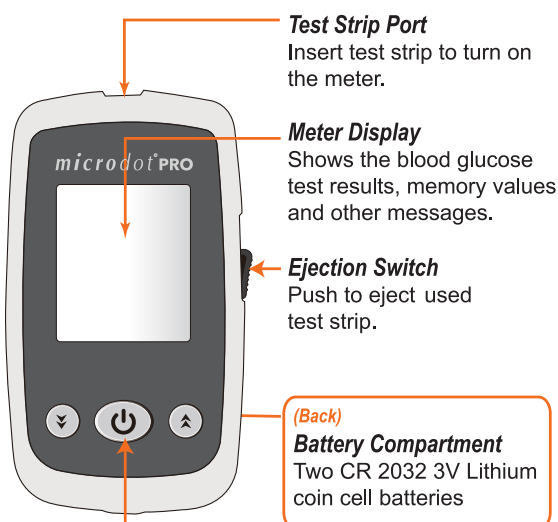 Test Strip Port
Insert test strip to turn on
the meter.
microdot PRO
Meter Display
Shows the blood glucose
test results, memory values
and other messages.
Ejection Switch
Push to eject used
test strip.
(Back)
Battery Compartment
Two CR 2032 3V Lithium
coin cell batteries